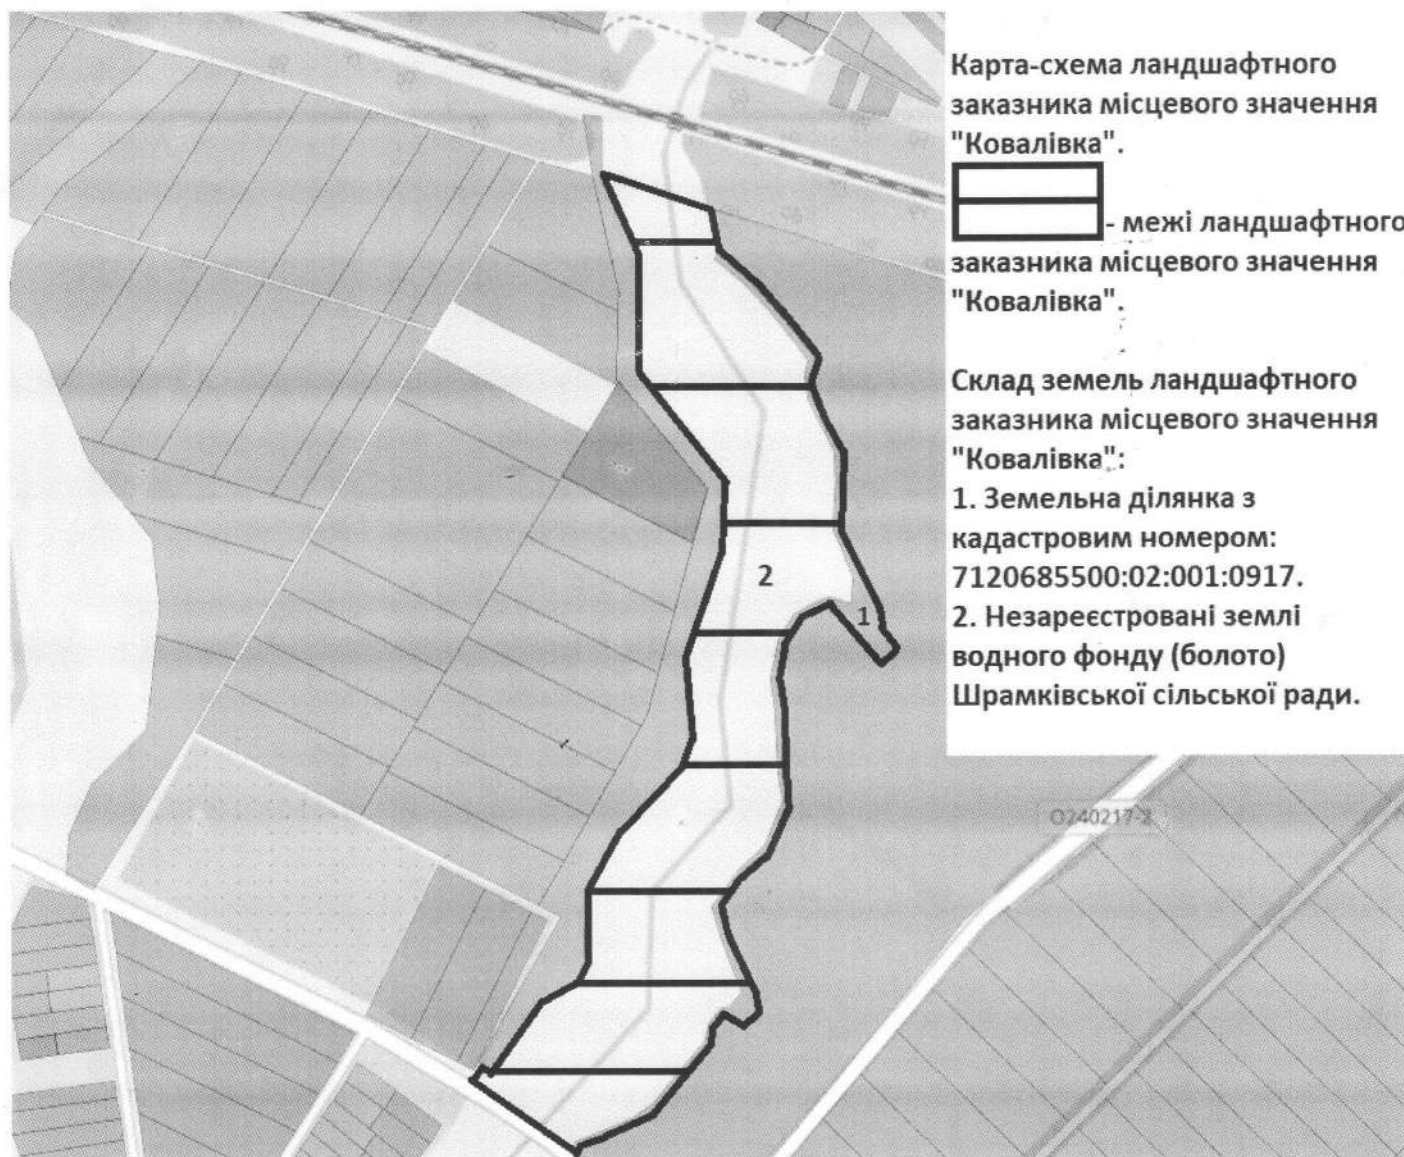 Карта-схема ландшафтного
заказника місцевого значення
"Ковалівка".
- межі ландшафтного
заказника місцевого значення
"Ковалівка".
Склад земель ландшафтного
заказника місцевого значення
"Ковалівка":
1. Земельна ділянка з
кадастровим номером:
7120685500:02:001:0917.
2. Незареєстровані землі
водного фонду (болото)
Шрамківської сільської ради.
2
1
О240217-2